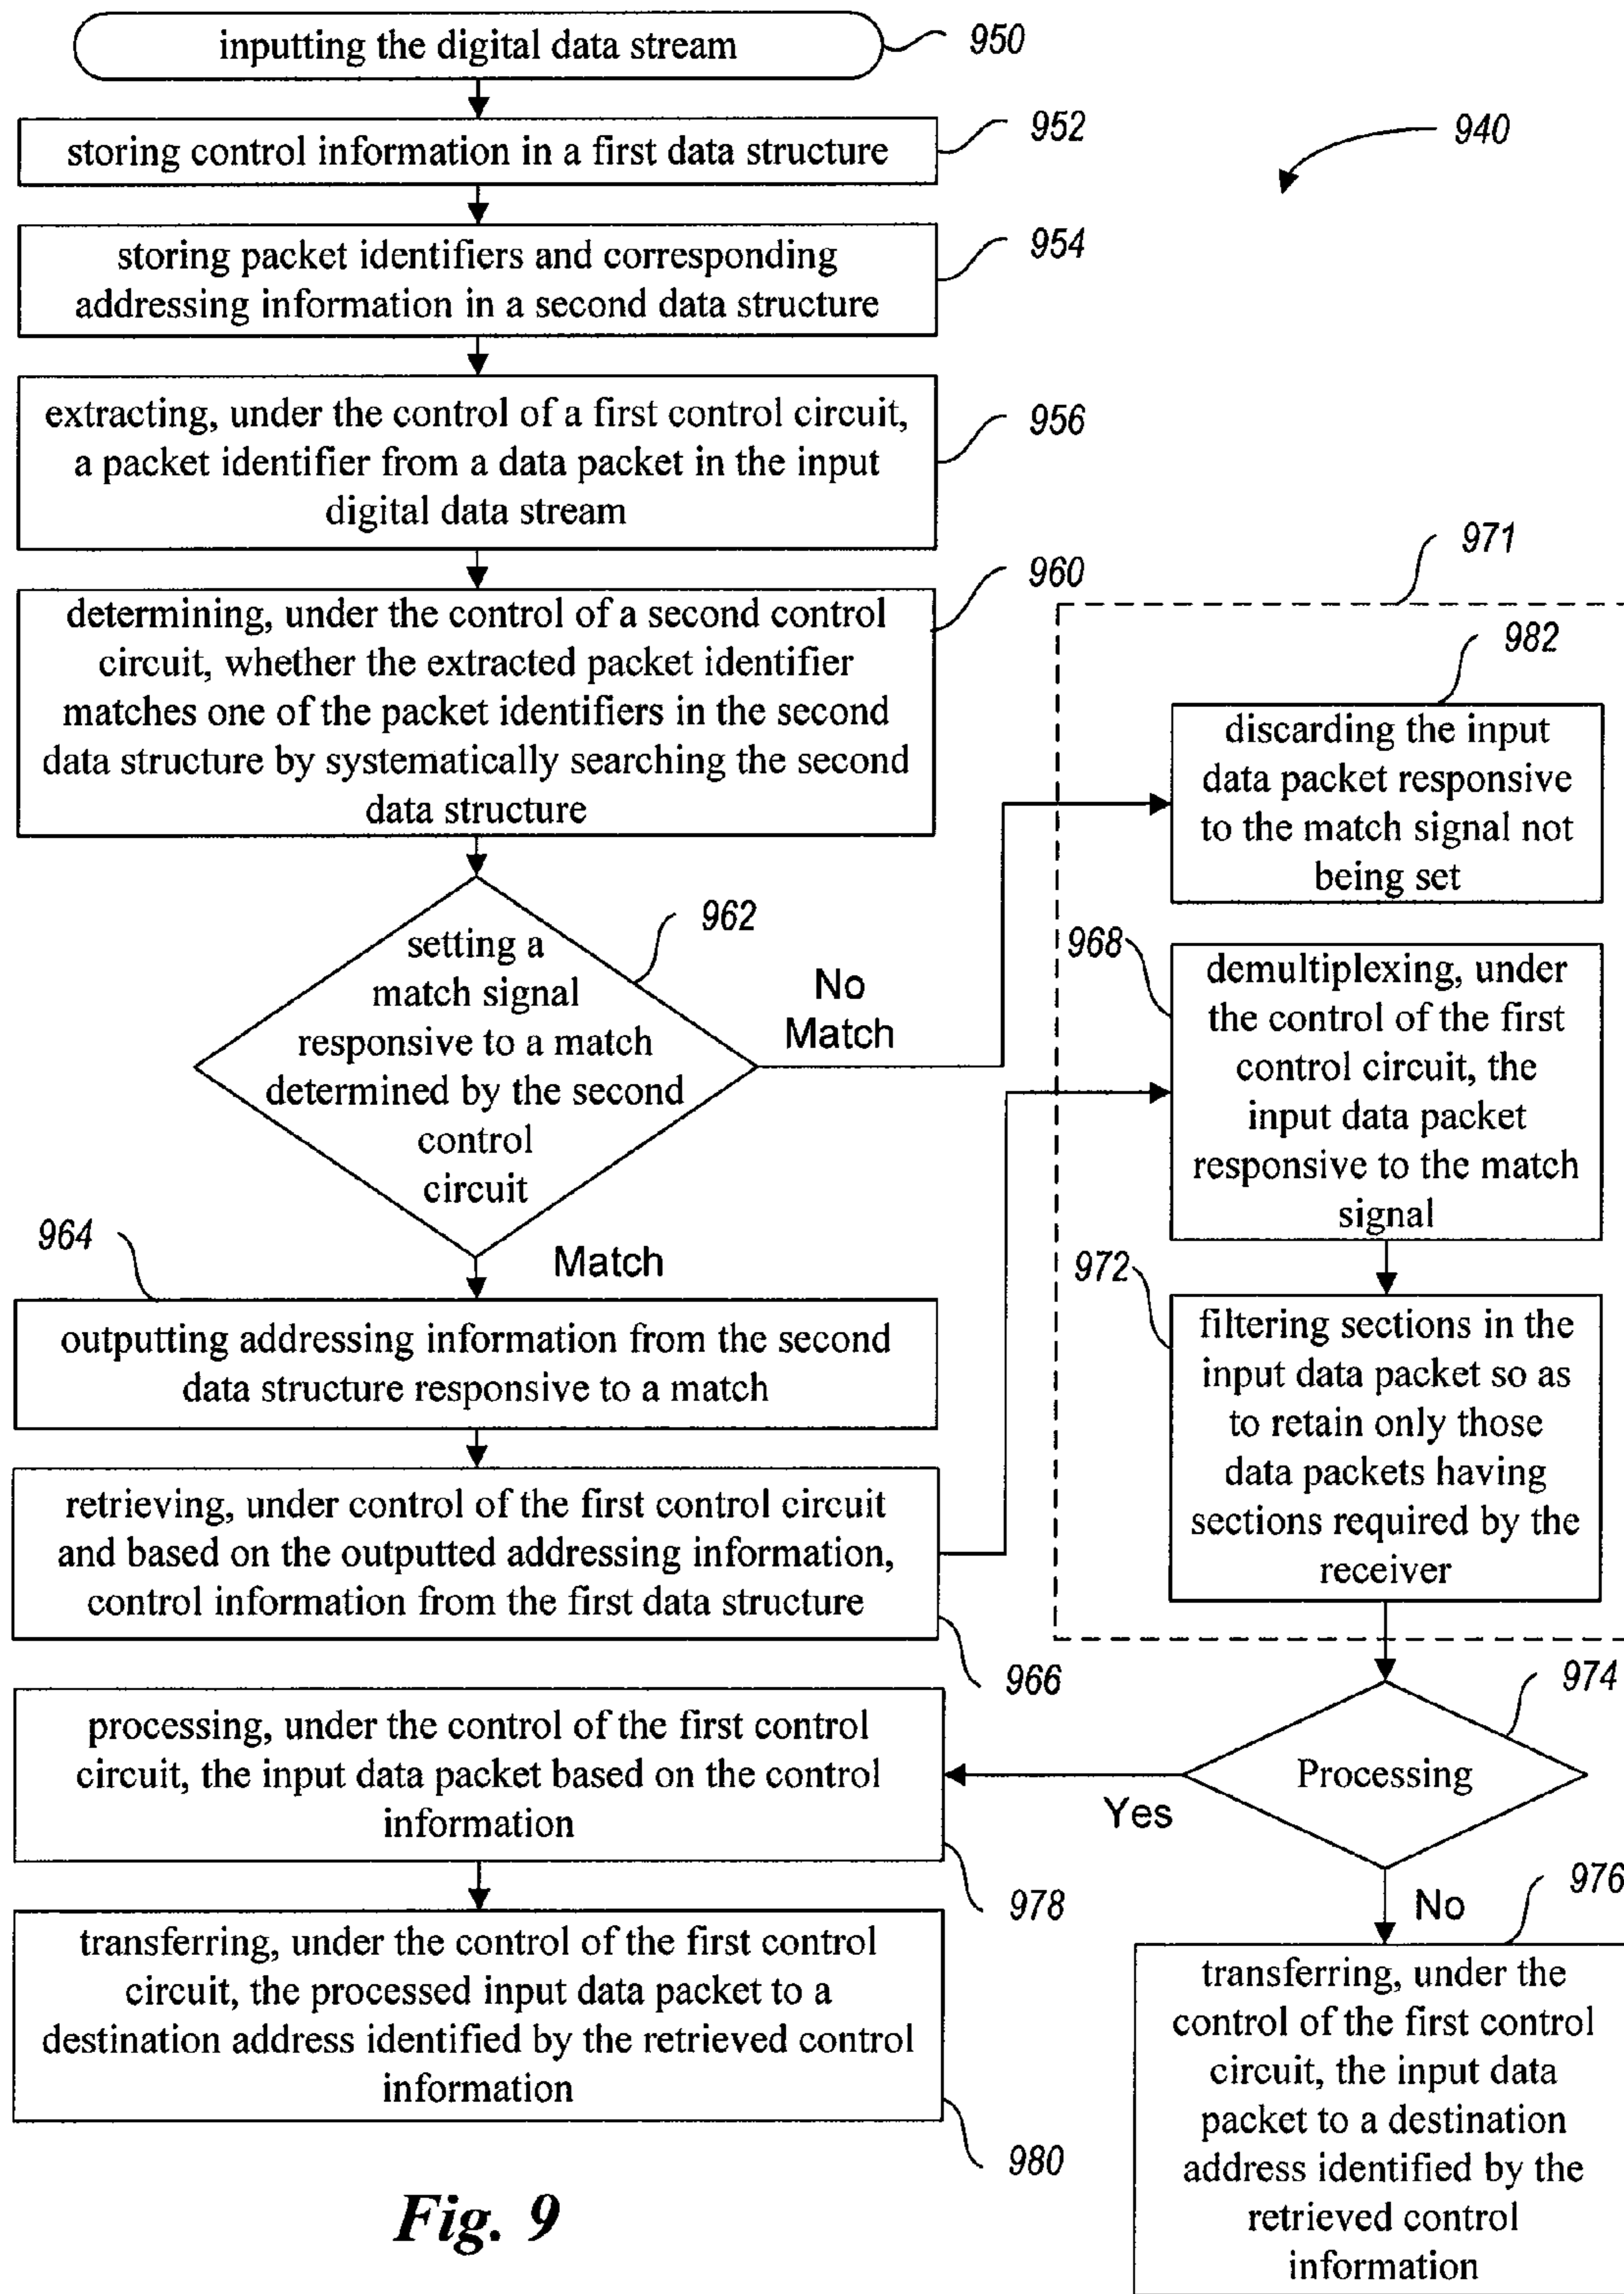 inputting the digital data stream
950
storing control information in a first data structure
952
940
storing packet identifiers and corresponding
addressing information in a second data structure
954
extracting, under the control of a first control circuit,
a packet identifier from a data packet in the input
digital data stream
956
determining, under the control of a second control
circuit, whether the extracted packet identifier
matches one of the packet identifiers in the second
data structure by systematically searching the second
data structure
960
971
982
discarding the input
data packet responsive
to the match signal not
being set
setting a
match signal
responsive to a match
determined by the second
control
circuit
962
No
Match
Match
968
demultiplexing, under
the control of the first
control circuit, the
input data packet
responsive to the match
signal
964
outputting addressing information from the second
data structure responsive to a match
972
filtering sections in the
input data packet so as
to retain only those
data packets having
sections required by the
receiver
retrieving, under control of the first control circuit
and based on the outputted addressing information,
control information from the first data structure
966
974
Processing
Yes
No
processing, under the control of the first control
circuit, the input data packet based on the control
information
978
976
transferring, under the control of the first control
circuit, the processed input data packet to a
destination address identified by the retrieved control
information
980
transferring, under the
control of the first control
circuit, the input data
packet to a destination
address identified by the
retrieved control
information
Fig. 9